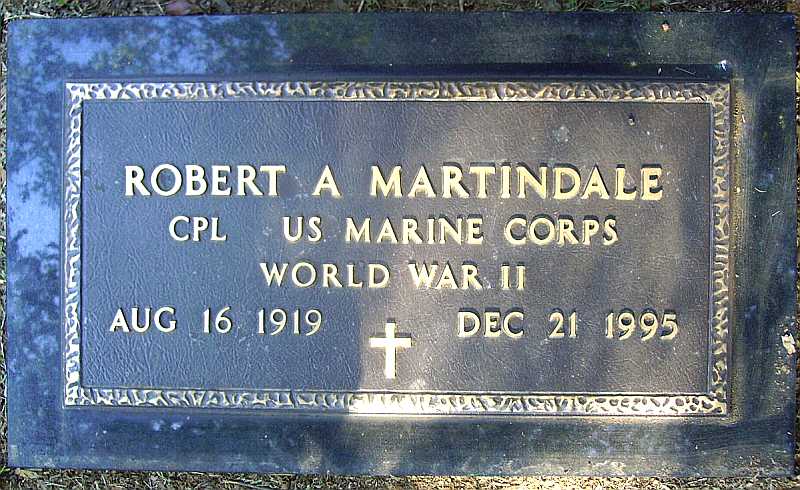 ROBERT A MARTINDALE
CPL US MARINE CORPS
WORLD WAR II
AUG 16 1919 DEC 21 1995